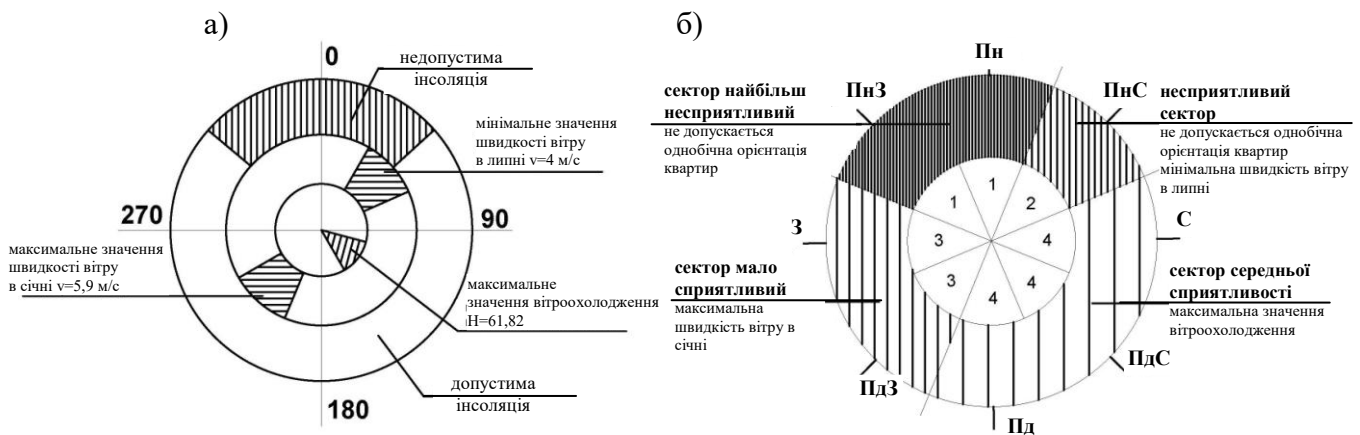 а)
0
недопустима
інсоляція
мінімальне значення
швидкості вітру
в липні v=4 м/с
270
90
максимальне значення
швидкості вітру
в січні v=5,9 м/с
максимальне
значення вітроохолодження
Н=61,82
допустима
інсоляція
180
б)
Пн
ПнЗ
ПнС
сектор найбільш
несприятливий
не допускається
однобічна орієнтація
квартир
несприятливий
сектор
не допускається однобічна
орієнтація квартир
мінімальна швидкість вітру
в липні
1
1
2
3
4
3
4
4
З
С
сектор мало
сприятливий
максимальна
швидкість вітру в
січні
сектор середньої
сприятливості
максимальна значення
вітроохолодження
ПдЗ
ПдС
Пд